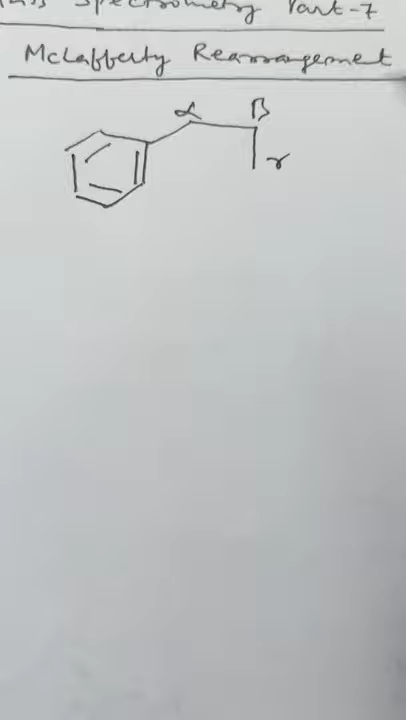 Spectrometry Part-7
McLafferty Rearrangement
α β
γ